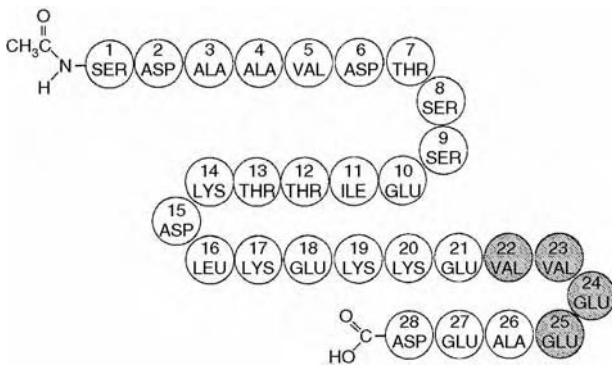 O
CH₃C
N
H
1 SER 2 ASP 3 ALA 4 ALA 5 VAL 6 ASP 7 THR
8 SER
9 SER
14 LYS 13 THR 12 THR 11 ILE 10 GLU
15 ASP
16 LEU 17 LYS 18 GLU 19 LYS 20 LYS 21 GLU 22 VAL 23 VAL
24 GLU
O
C
HO
28 ASP 27 GLU 26 ALA 25 GLU